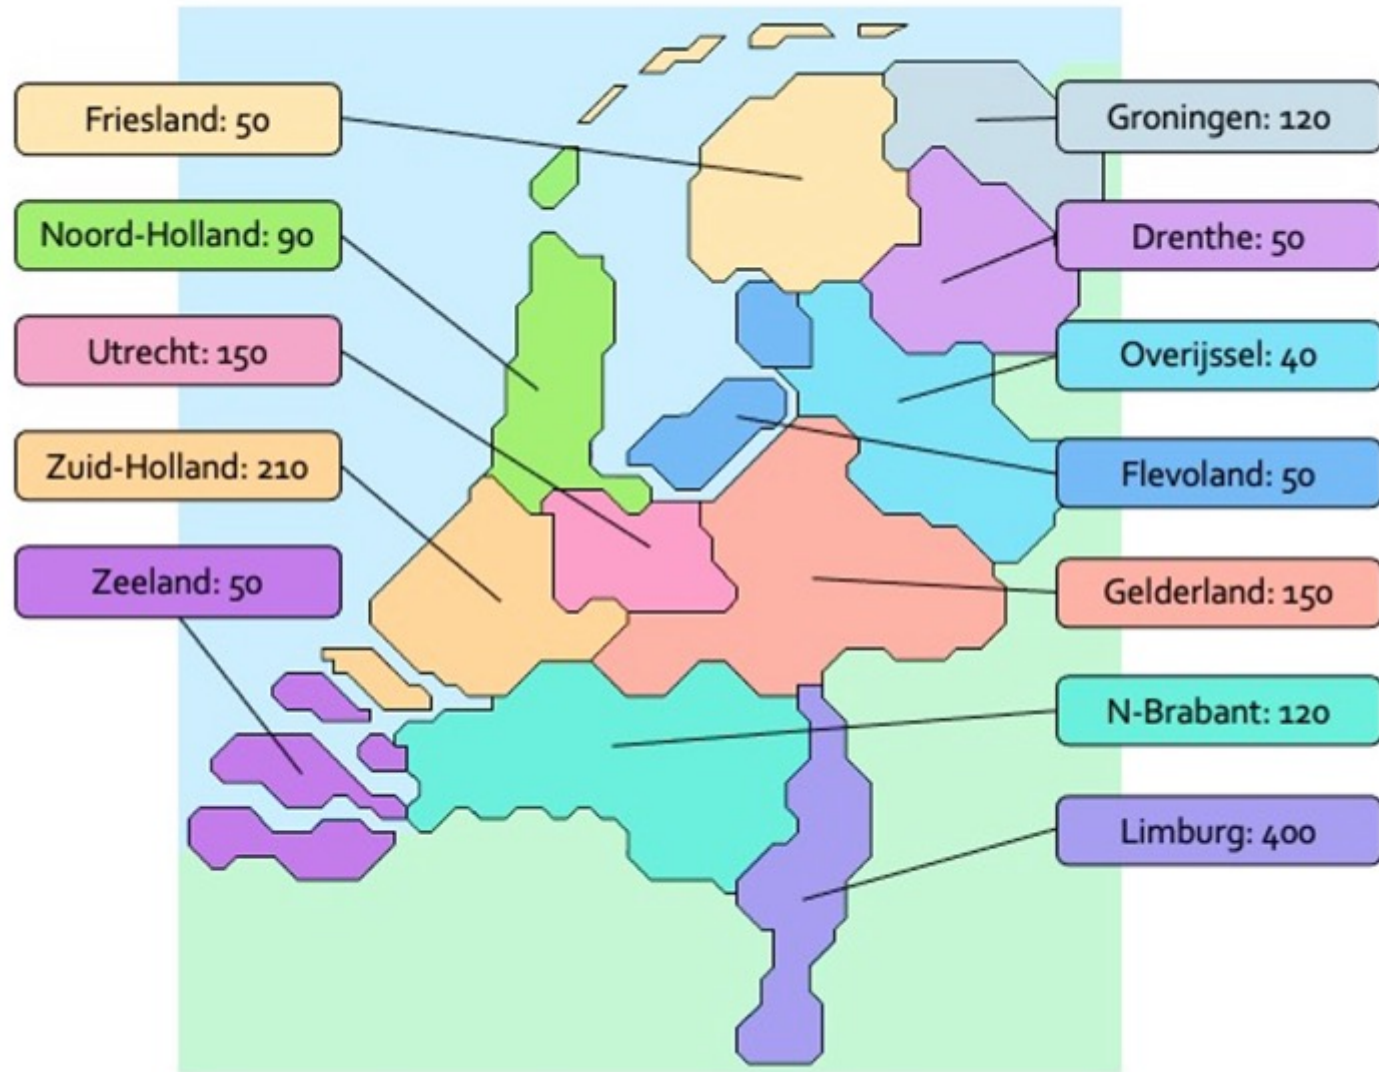 Friesland: 50
Noord-Holland: 90
Utrecht: 150
Zuid-Holland: 210
Zeeland: 50
Groningen: 120
Drenthe: 50
Overijssel: 40
Flevoland: 50
Gelderland: 150
N-Brabant: 120
Limburg: 400